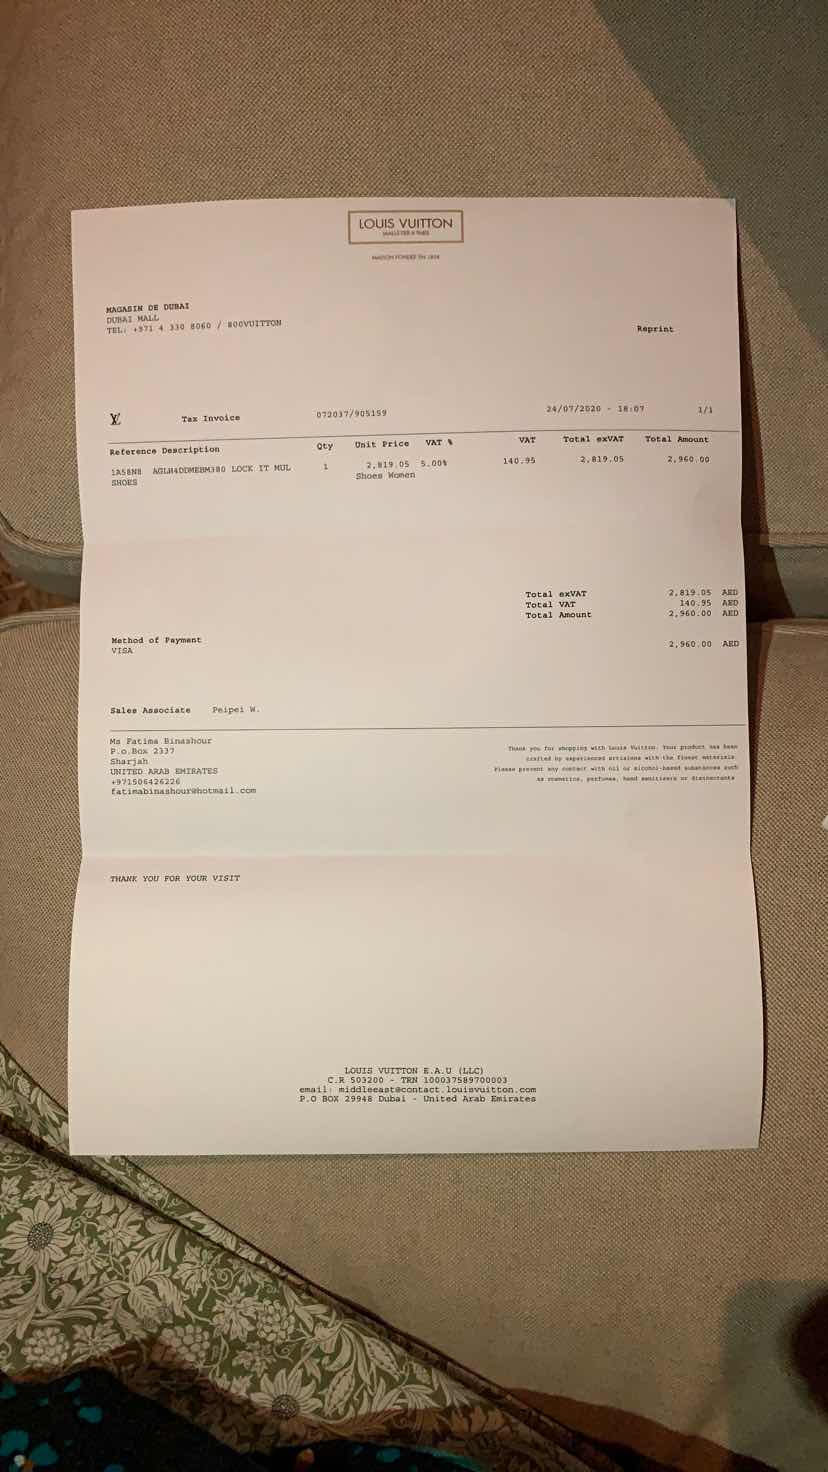 LOUIS VUITTON
MALLETIER À PARIS
MAISON FONDÉE EN 1854
MAGASIN DE DUBAI
DUBAI MALL
TEL: +971 4 330 8060 / 800VUITTON
Reprint
LV Tax Invoice 072037/905159 24/07/2020 - 18:07 1/1
Reference Description Qty Unit Price VAT % VAT Total exVAT Total Amount
1A58N8 AGLH4DDMEBM380 LOCK IT MUL 1 2,819.05 5.00% 140.95 2,819.05 2,960.00
SHOES Shoes Women
Total exVAT 2,819.05 AED
Total VAT 140.95 AED
Total Amount 2,960.00 AED
Method of Payment
VISA 2,960.00 AED
Sales Associate Peipei W.
Ms Fatima Binashour
P.o.Box 2337
Sharjah
UNITED ARAB EMIRATES
+971506426226
fatimabinashour@hotmail.com
Thank you for shopping with Louis Vuitton. Your product has been
crafted by experienced artisians with the finest materials.
Please prevent any contact with oil or alcohol-based substances such
as cosmetics, perfumes, hand sanitizers or disinectants
THANK YOU FOR YOUR VISIT
LOUIS VUITTON E.A.U (LLC)
C.R 503200 - TRN 100037589700003
email: middleeast@contact.louisvuitton.com
P.O BOX 29948 Dubai - United Arab Emirates